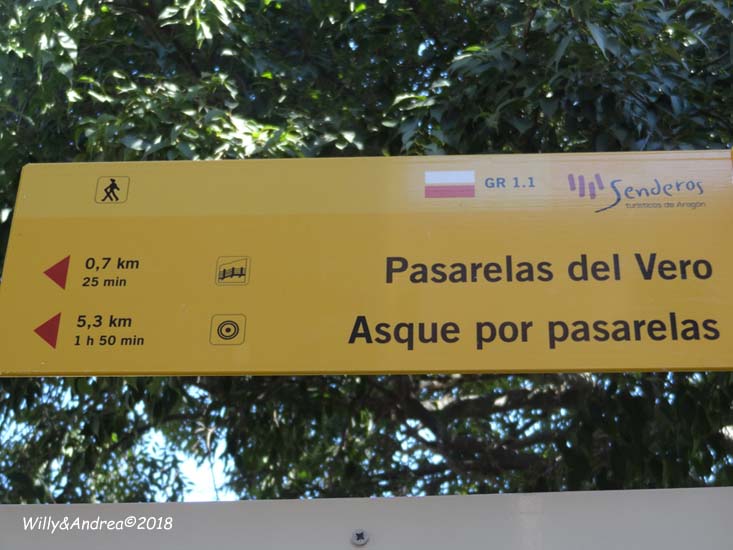 GR 1.1
Senderos
turísticos de Aragón
0,7 km
25 min
Pasarelas del Vero
5,3 km
1 h 50 min
Asque por pasarelas
Willy&Andrea©2018